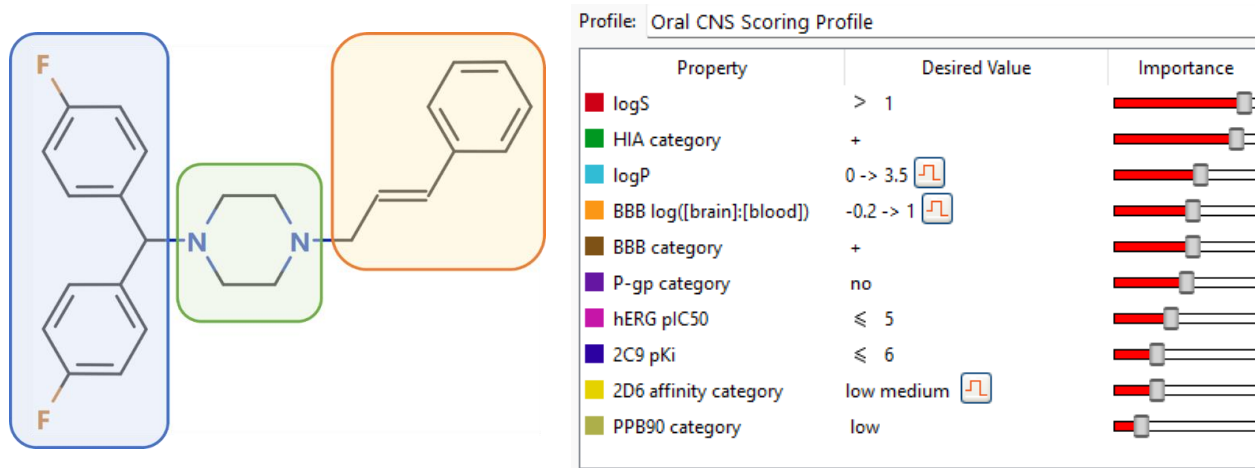 F
N
N
F
Profile: Oral CNS Scoring Profile
Property Desired Value Importance
logS > 1
HIA category +
logP 0 -> 3.5
BBB log([brain]:[blood]) -0.2 -> 1
BBB category +
P-gp category no
hERG pIC50 ⩽ 5
2C9 pKi ⩽ 6
2D6 affinity category low medium
PPB90 category low